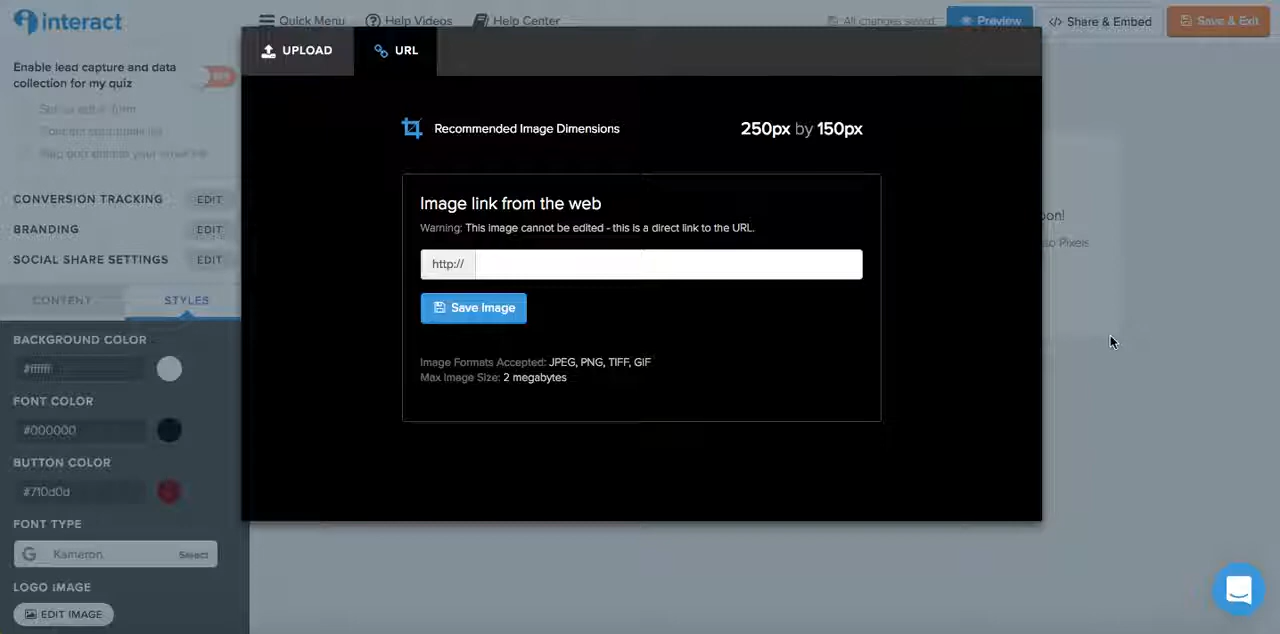 interact
Quick Menu
Help Videos
Help Center
All changes saved
Preview
</> Share & Embed
Save & Exit
UPLOAD
URL
Enable lead capture and data
collection for my quiz
CONVERSION TRACKING EDIT
BRANDING EDIT
SOCIAL SHARE SETTINGS EDIT
CONTENT
STYLES
BACKGROUND COLOR
#ffffff
FONT COLOR
#000000
BUTTON COLOR
#710d0d
FONT TYPE
Kameron
Select
LOGO IMAGE
EDIT IMAGE
Recommended Image Dimensions
250px by 150px
Image link from the web
Warning: This image cannot be edited - this is a direct link to the URL.
http://
Save Image
Image Formats Accepted: JPEG, PNG, TIFF, GIF
Max Image Size: 2 megabytes
Pixels